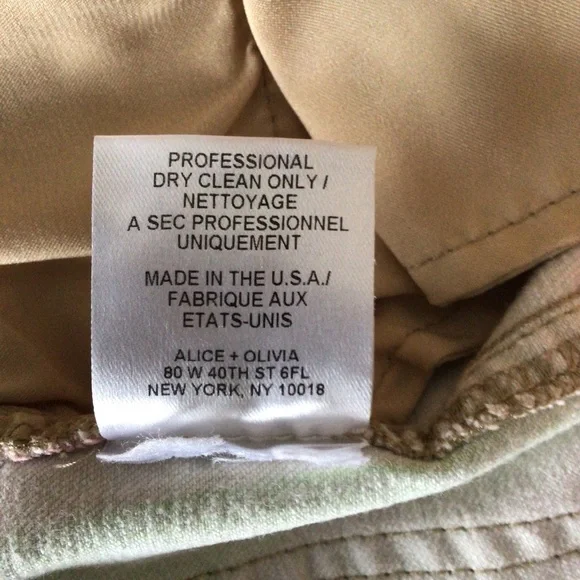 PROFESSIONAL
DRY CLEAN ONLY /
NETTOYAGE
A SEC PROFESSIONNEL
UNIQUEMENT
MADE IN THE U.S.A./
FABRIQUE AUX
ETATS-UNIS
ALICE + OLIVIA
80 W 40TH ST 6FL
NEW YORK, NY 10018